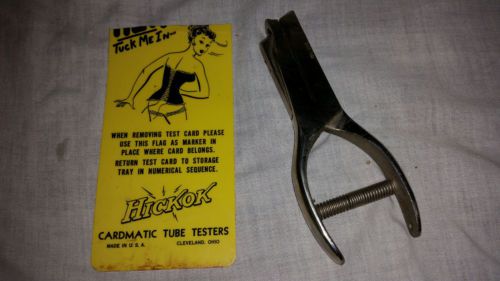 TUCK ME IN—
WHEN REMOVING TEST CARD PLEASE
USE THIS FLAG AS MARKER IN
PLACE WHERE CARD BELONGS.
RETURN TEST CARD TO STORAGE
TRAY IN NUMERICAL SEQUENCE.
HICKOK
CARDMATIC TUBE TESTERS
MADE IN U.S.A. CLEVELAND, OHIO